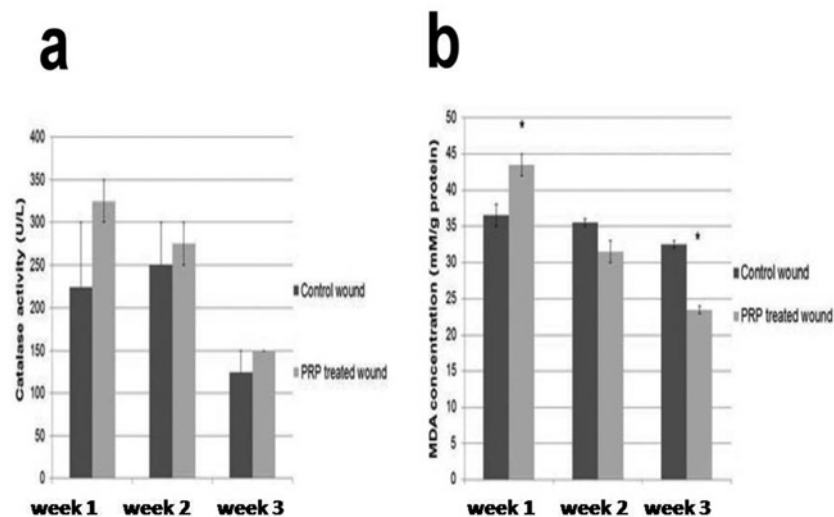 a
Catalase activity (U/L)
400
350
300
250
200
150
100
50
0
week 1
week 2
week 3
Control wound
PRP treated wound
b
MDA concentration (mM/g protein)
50
45
40
35
30
25
20
15
10
5
0
*
*
week 1
week 2
week 3
Control wound
PRP treated wound